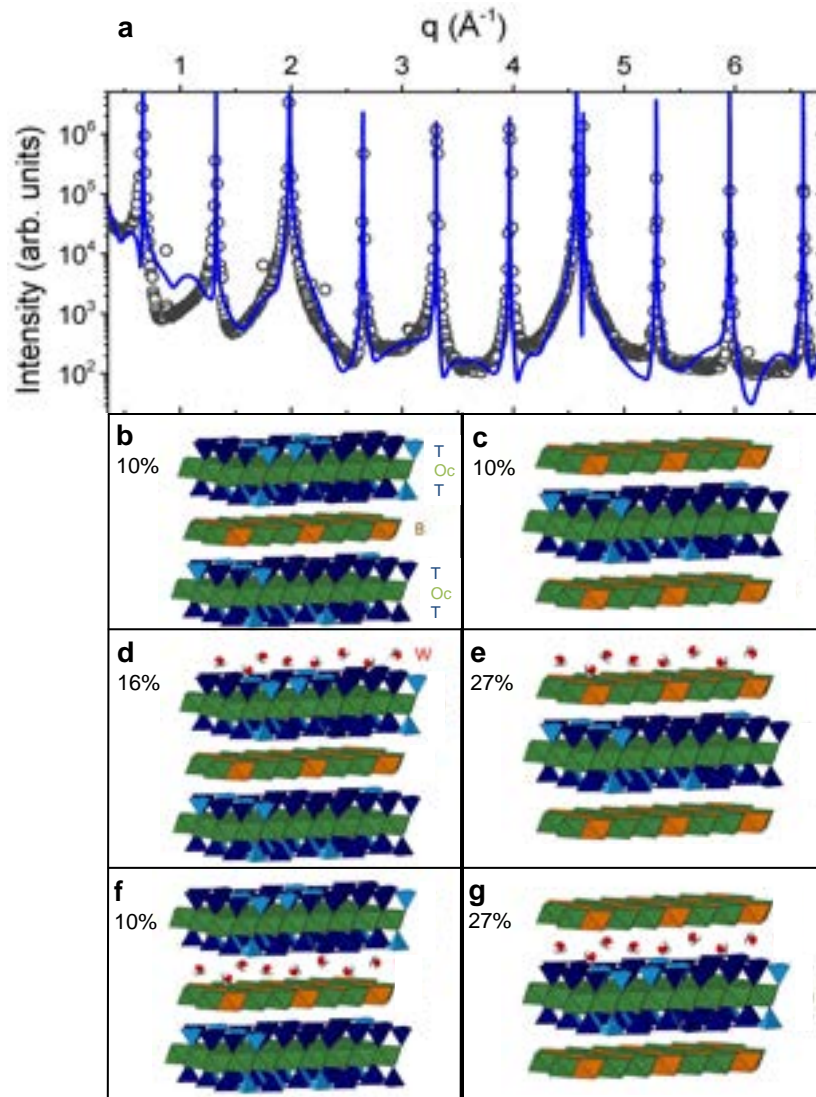 a
q (Å⁻¹)
1 2 3 4 5 6
Intensity (arb. units)
10⁶
10⁵
10⁴
10³
10²
b
10%
T
Oc
T
B
T
Oc
T
c
10%
d
16%
W
e
27%
f
10%
g
27%